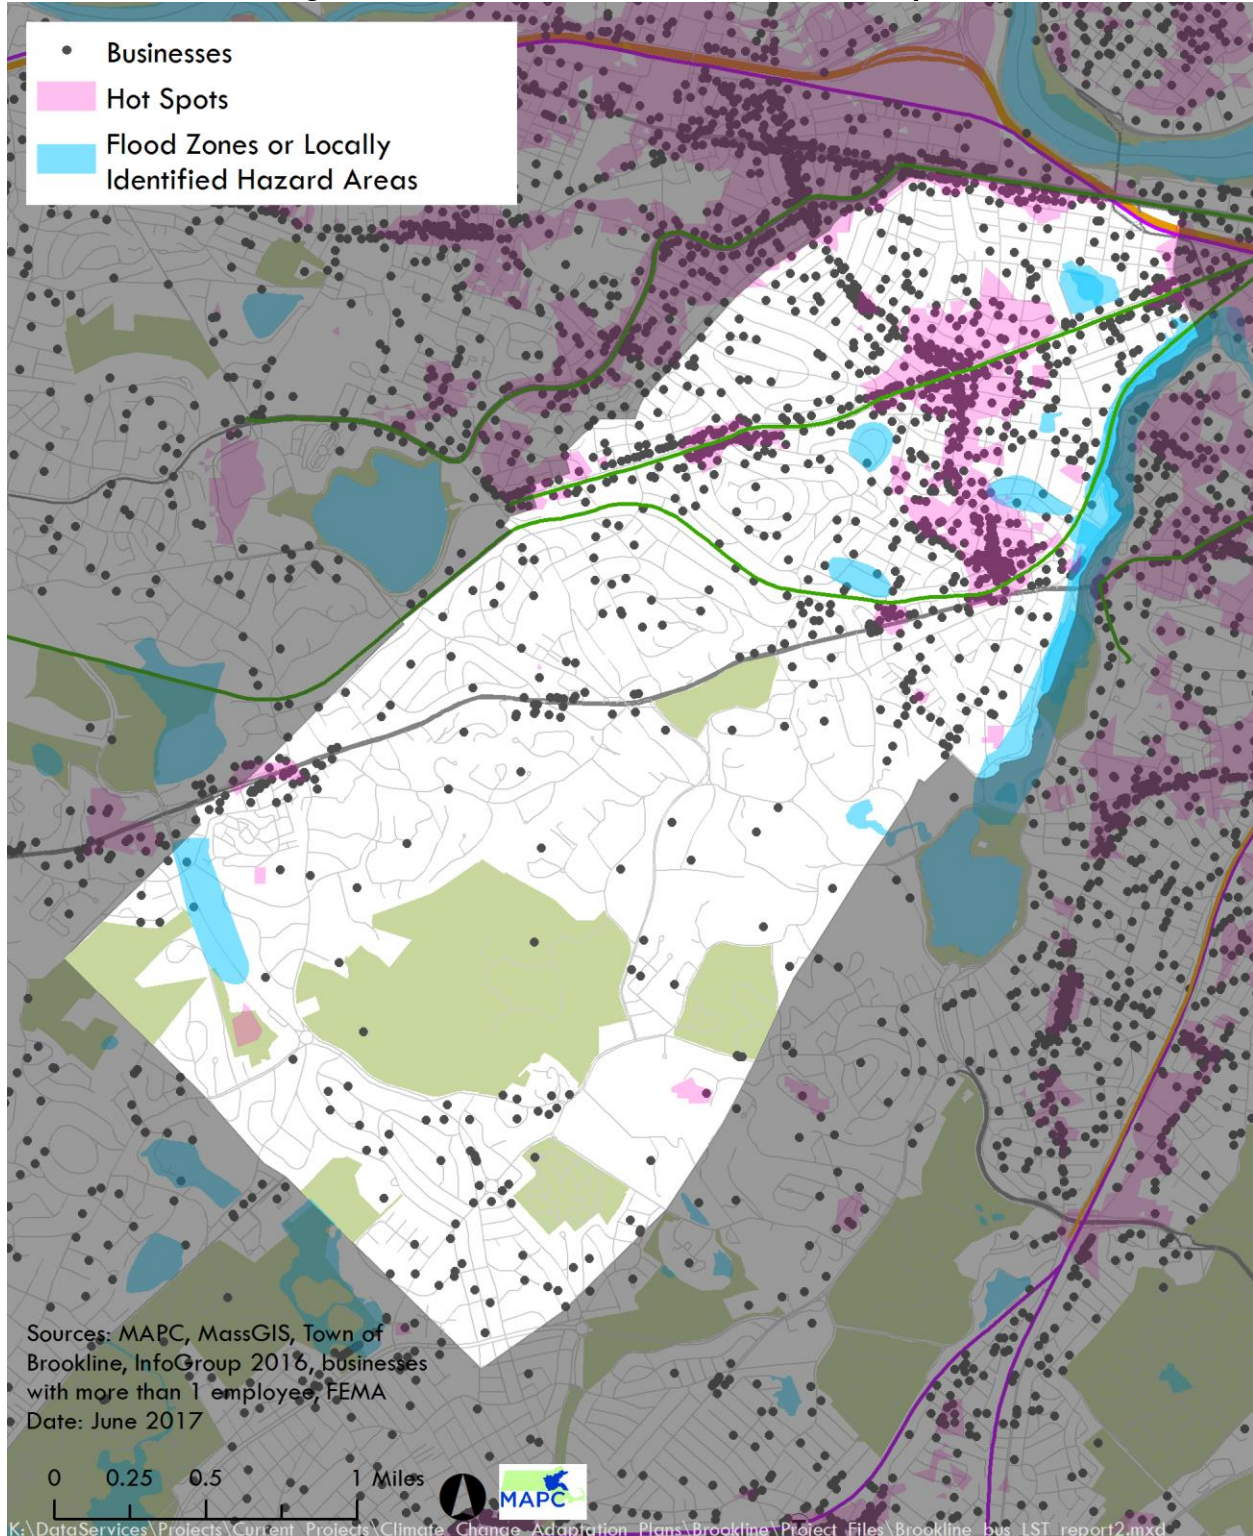 Businesses
Hot Spots
Flood Zones or Locally
Identified Hazard Areas
Sources: MAPC, MassGIS, Town of
Brookline, InfoGroup 2016, businesses
with more than 1 employee, FEMA
Date: June 2017
0 0.25 0.5 1 Miles
MAPC
K:\DataServices\Projects\Current_Projects\Climate_Change_Adaptation_Plans\Brookline\Project_Files\Brookline_bus_LST_report2.mxd